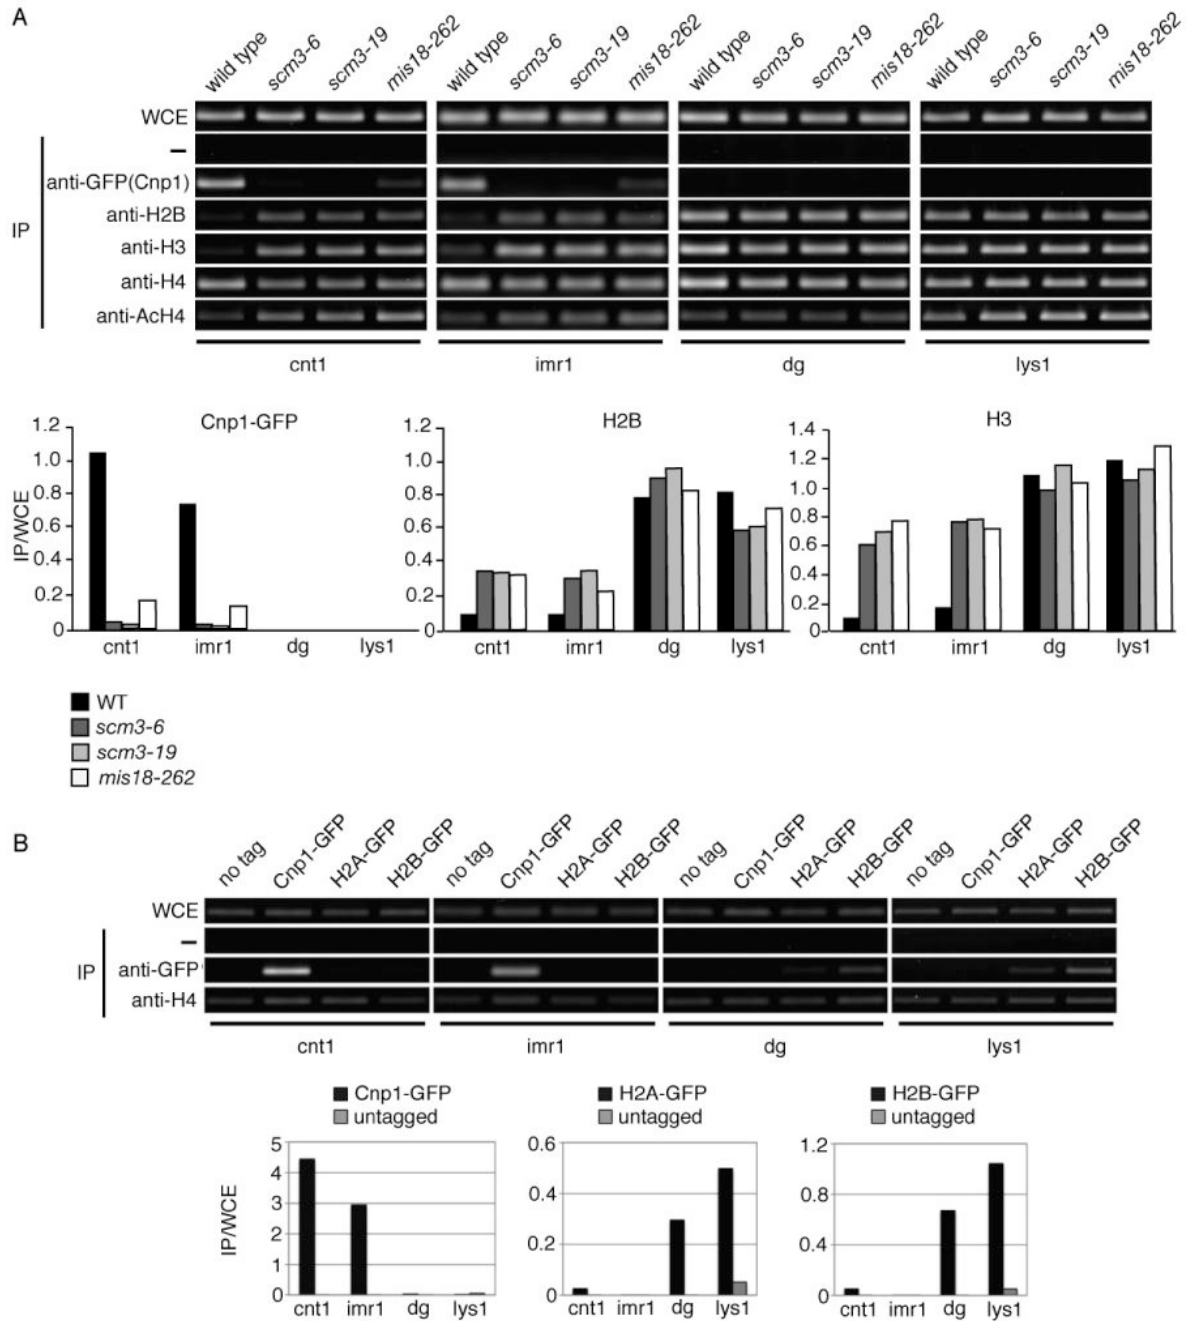 A
wild type scm3-6 scm3-19 mis18-262 wild type scm3-6 scm3-19 mis18-262 wild type scm3-6 scm3-19 mis18-262 wild type scm3-6 scm3-19 mis18-262
WCE
–
anti-GFP(Cnp1)
anti-H2B
IP
anti-H3
anti-H4
anti-AcH4
cnt1 imr1 dg lys1
Cnp1-GFP
IP/WCE
1.2
1.0
0.8
0.6
0.4
0.2
0
cnt1 imr1 dg lys1
H2B
1.2
1.0
0.8
0.6
0.4
0.2
0
cnt1 imr1 dg lys1
H3
1.4
1.2
1.0
0.8
0.6
0.4
0.2
0
cnt1 imr1 dg lys1
WT
scm3-6
scm3-19
mis18-262
B
no tag Cnp1-GFP H2A-GFP H2B-GFP no tag Cnp1-GFP H2A-GFP H2B-GFP no tag Cnp1-GFP H2A-GFP H2B-GFP no tag Cnp1-GFP H2A-GFP H2B-GFP
WCE
–
IP anti-GFP
anti-H4
cnt1 imr1 dg lys1
Cnp1-GFP
untagged
IP/WCE
5
4
3
2
1
0
cnt1 imr1 dg lys1
H2A-GFP
untagged
0.6
0.4
0.2
0
cnt1 imr1 dg lys1
H2B-GFP
untagged
1.2
0.8
0.4
0
cnt1 imr1 dg lys1